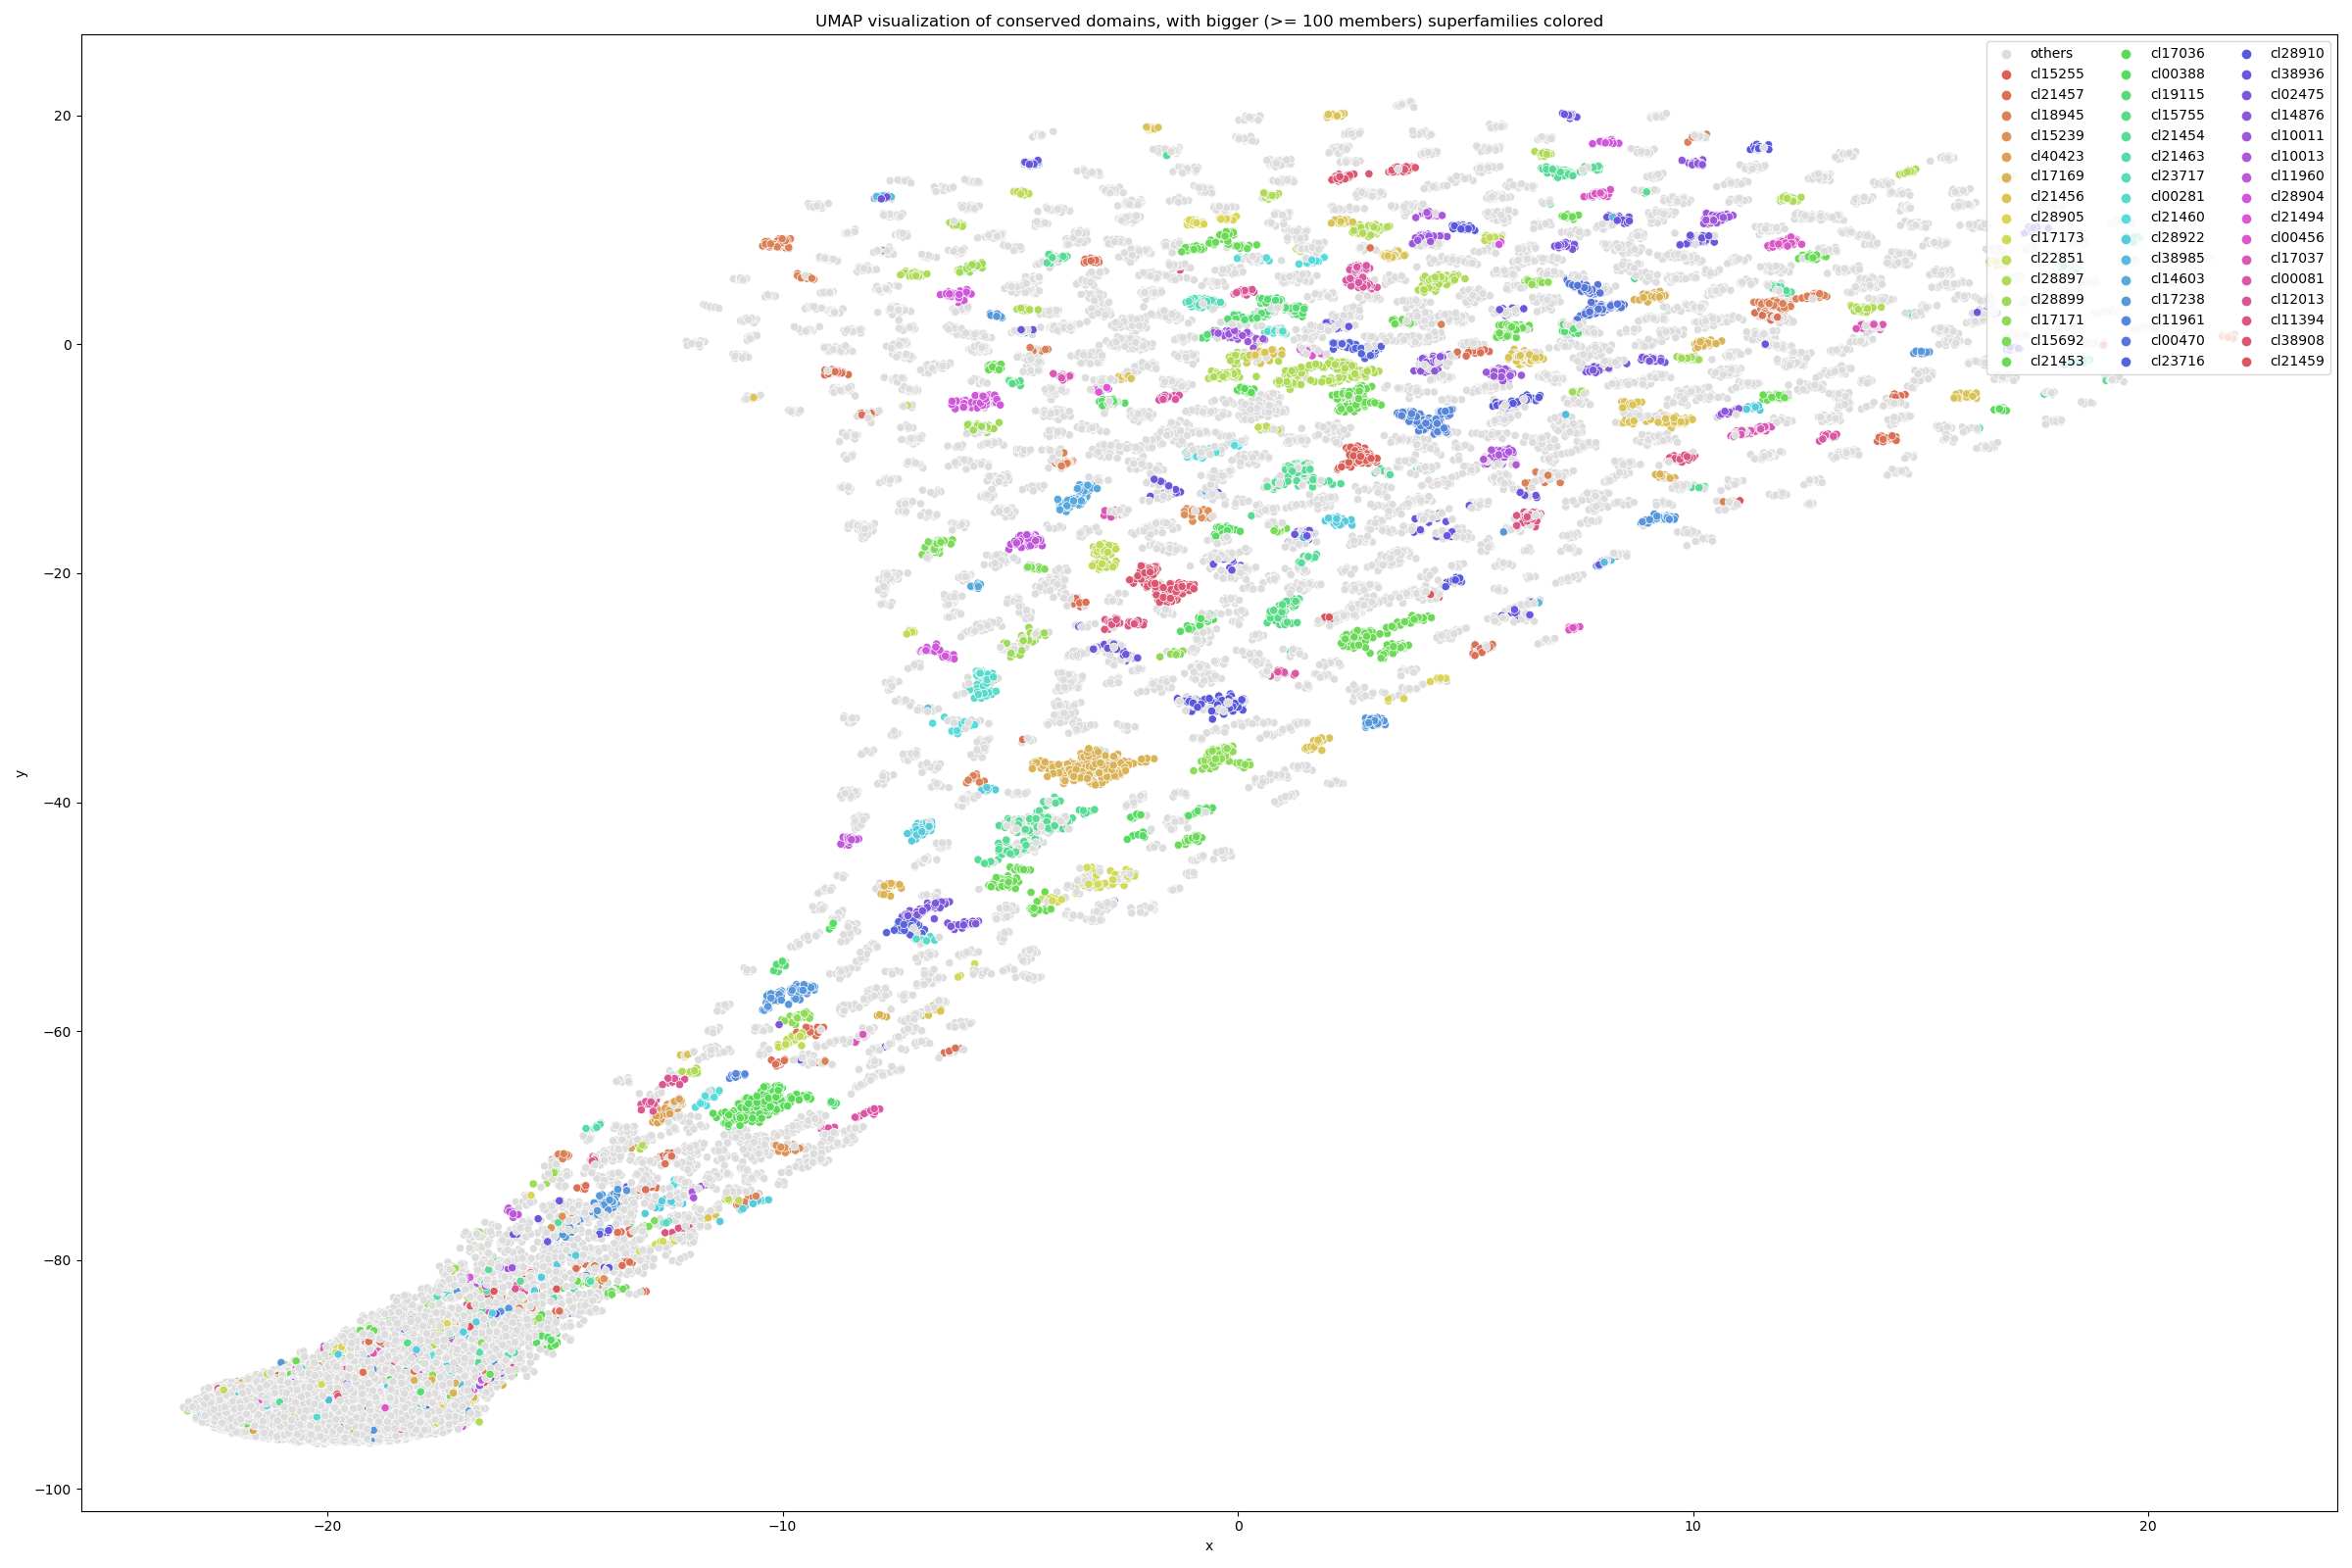 UMAP visualization of conserved domains, with bigger (>= 100 members) superfamilies colored
others
cl15255
cl21457
cl18945
cl15239
cl40423
cl17169
cl21456
cl28905
cl17173
cl22851
cl28897
cl28899
cl17171
cl15692
cl21453
cl17036
cl00388
cl19115
cl15755
cl21454
cl21463
cl23717
cl00281
cl21460
cl28922
cl38985
cl14603
cl17238
cl11961
cl00470
cl23716
cl28910
cl38936
cl02475
cl14876
cl10011
cl10013
cl11960
cl28904
cl21494
cl00456
cl17037
cl00081
cl12013
cl11394
cl38908
cl21459
20
0
−20
−40
−60
−80
−100
y
−20
−10
0
10
20
x